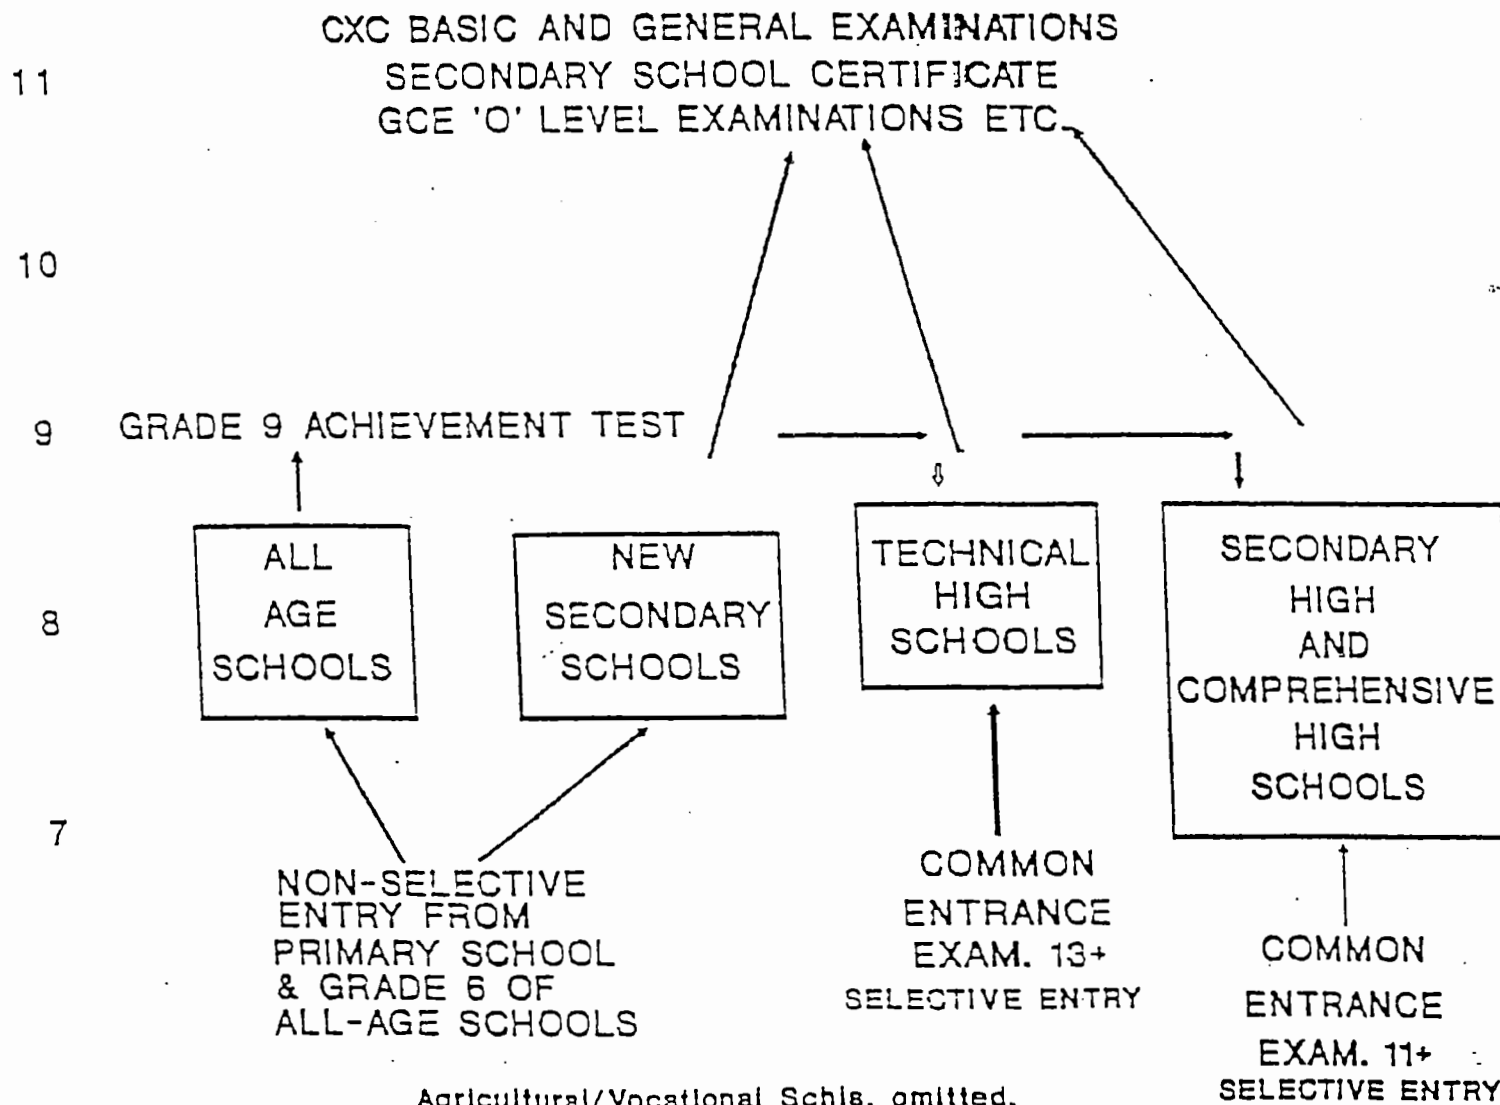 CXC BASIC AND GENERAL EXAMINATIONS
11
SECONDARY SCHOOL CERTIFICATE
GCE 'O' LEVEL EXAMINATIONS ETC.
10
9
GRADE 9 ACHIEVEMENT TEST
ALL
AGE
SCHOOLS
NEW
SECONDARY
SCHOOLS
TECHNICAL
HIGH
SCHOOLS
SECONDARY
HIGH
AND
COMPREHENSIVE
HIGH
SCHOOLS
8
7
NON-SELECTIVE
ENTRY FROM
PRIMARY SCHOOL
& GRADE 6 OF
ALL-AGE SCHOOLS
COMMON
ENTRANCE
EXAM. 13+
SELECTIVE ENTRY
COMMON
ENTRANCE
EXAM. 11+
SELECTIVE ENTRY
Agricultural/Vocational Schls. omitted.